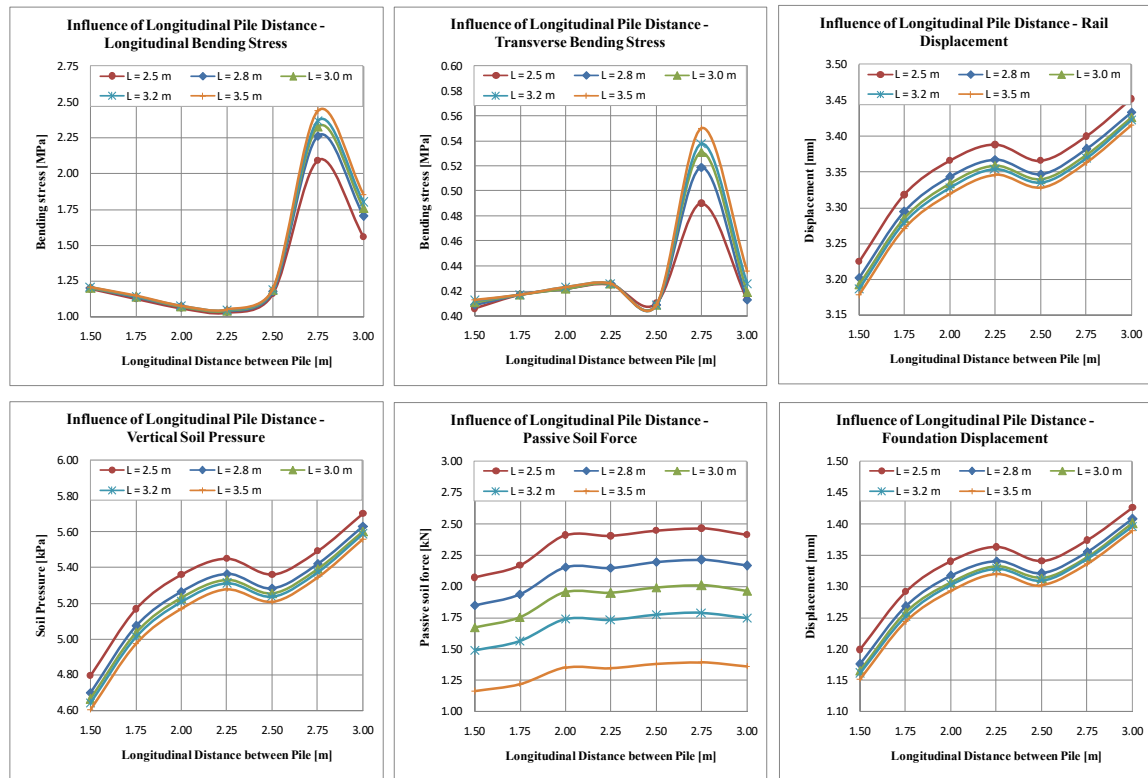 Influence of Longitudinal Pile Distance -
Longitudinal Bending Stress
2.75
2.50
2.25
2.00
1.75
1.50
1.25
1.00
Bending stress [MPa]
L = 2.5 m
L = 2.8 m
L = 3.0 m
L = 3.2 m
L = 3.5 m
1.50 1.75 2.00 2.25 2.50 2.75 3.00
Longitudinal Distance between Pile [m]
Influence of Longitudinal Pile Distance -
Transverse Bending Stress
0.60
0.58
0.56
0.54
0.52
0.50
0.48
0.46
0.44
0.42
0.40
Bending stress [MPa]
L = 2.5 m
L = 2.8 m
L = 3.0 m
L = 3.2 m
L = 3.5 m
1.50 1.75 2.00 2.25 2.50 2.75 3.00
Longitudinal Distance between Pile [m]
Influence of Longitudinal Pile Distance - Rail
Displacement
3.50
3.45
3.40
3.35
3.30
3.25
3.20
3.15
Displacement [mm]
L = 2.5 m
L = 2.8 m
L = 3.0 m
L = 3.2 m
L = 3.5 m
1.50 1.75 2.00 2.25 2.50 2.75 3.00
Longitudinal Distance between Pile [m]
Influence of Longitudinal Pile Distance -
Vertical Soil Pressure
6.00
5.80
5.60
5.40
5.20
5.00
4.80
4.60
Soil Pressure [kPa]
L = 2.5 m
L = 2.8 m
L = 3.0 m
L = 3.2 m
L = 3.5 m
1.50 1.75 2.00 2.25 2.50 2.75 3.00
Longitudinal Distance between Pile [m]
Influence of Longitudinal Pile Distance -
Passive Soil Force
3.00
2.75
2.50
2.25
2.00
1.75
1.50
1.25
1.00
Passive soil force [kN]
L = 2.5 m
L = 2.8 m
L = 3.0 m
L = 3.2 m
L = 3.5 m
1.50 1.75 2.00 2.25 2.50 2.75 3.00
Longitudinal Distance between Pile [m]
Influence of Longitudinal Pile Distance -
Foundation Displacement
1.50
1.45
1.40
1.35
1.30
1.25
1.20
1.15
1.10
Displacement [mm]
L = 2.5 m
L = 2.8 m
L = 3.0 m
L = 3.2 m
L = 3.5 m
1.50 1.75 2.00 2.25 2.50 2.75 3.00
Longitudinal Distance between Pile [m]